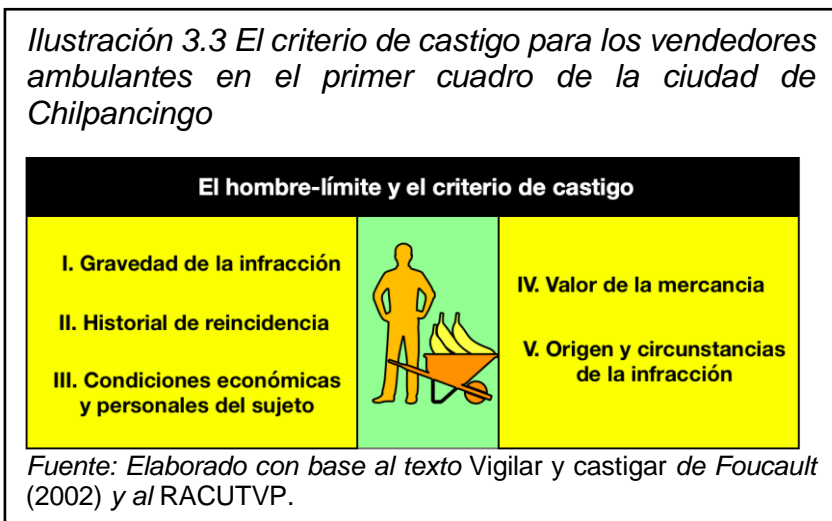 Ilustración 3.3 El criterio de castigo para los vendedores
ambulantes en el primer cuadro de la ciudad de
Chilpancingo
El hombre-límite y el criterio de castigo
I. Gravedad de la infracción
II. Historial de reincidencia
III. Condiciones económicas
y personales del sujeto
IV. Valor de la mercancia
V. Origen y circunstancias
de la infracción
Fuente: Elaborado con base al texto Vigilar y castigar de Foucault
(2002) y al RACUTVP.